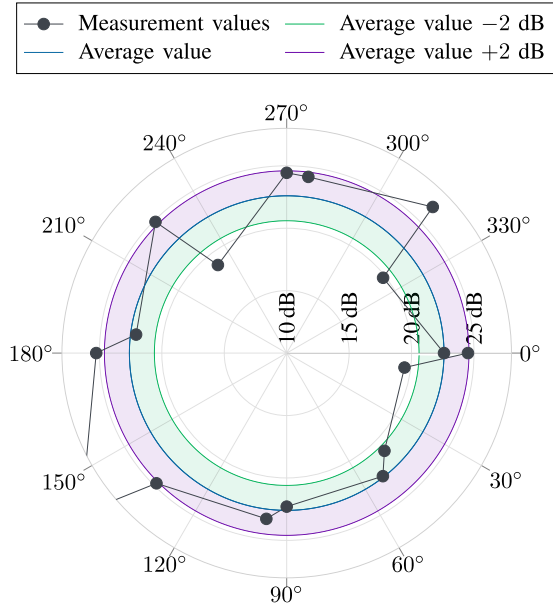 Measurement values
Average value −2 dB
Average value
Average value +2 dB
270°
240°
300°
210°
330°
10 dB
15 dB
20 dB
25 dB
180°
0°
150°
30°
120°
60°
90°